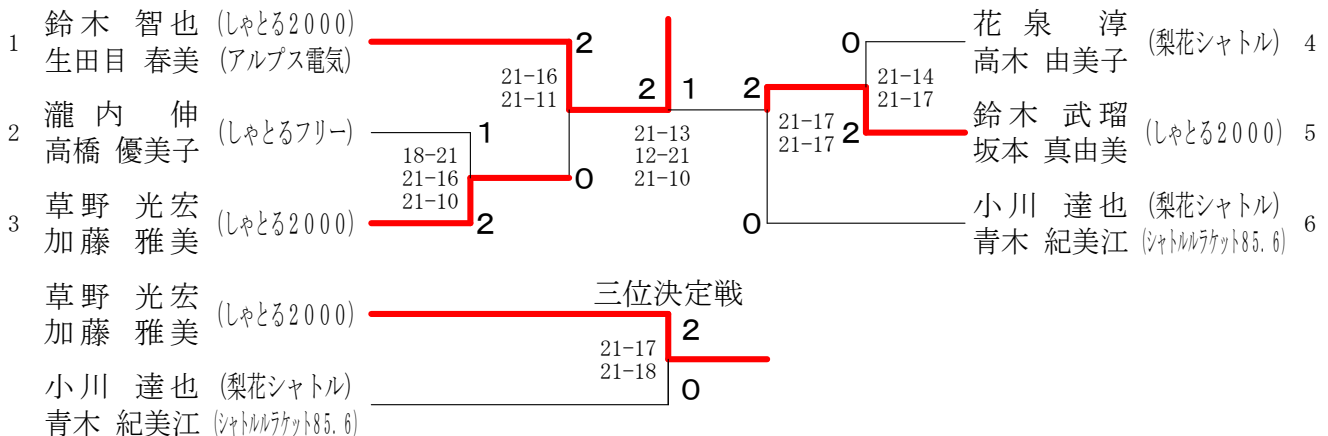 1 鈴木 智也 (しゃとる2000)
生田目 春美 (アルプス電気)
2 瀧内 伸
高橋 優美子 (しゃとるフリー)
3 草野 光宏
加藤 雅美 (しゃとる2000)
2
21-16
21-11
1
18-21
21-16
21-10
2
0
2 1
21-13
12-21
21-10
花泉 淳
高木 由美子 (梨花シャトル) 4
鈴木 武瑠
坂本 真由美 (しゃとる2000) 5
小川 達也 (梨花シャトル)
青木 紀美江 (シャトルルラケット85.6) 6
0
21-14
21-17
2
2
21-17
21-17
0
三位決定戦
草野 光宏
加藤 雅美 (しゃとる2000)
小川 達也 (梨花シャトル)
青木 紀美江 (シャトルルラケット85.6)
2
21-17
21-18
0